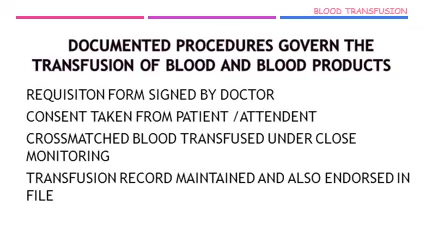 BLOOD TRANSFUSION
DOCUMENTED PROCEDURES GOVERN THE
TRANSFUSION OF BLOOD AND BLOOD PRODUCTS
REQUISITON FORM SIGNED BY DOCTOR
CONSENT TAKEN FROM PATIENT /ATTENDENT
CROSSMATCHED BLOOD TRANSFUSED UNDER CLOSE
MONITORING
TRANSFUSION RECORD MAINTAINED AND ALSO ENDORSED IN
FILE